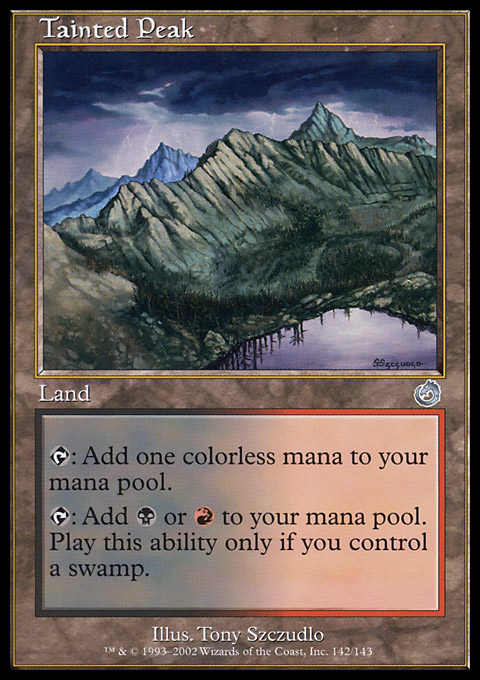 Tainted Peak
Szczudlo
Land
: Add one colorless mana to your
mana pool.
: Add or to your mana pool.
Play this ability only if you control
a swamp.
Illus. Tony Szczudlo
™ & © 1993–2002 Wizards of the Coast, Inc. 142/143